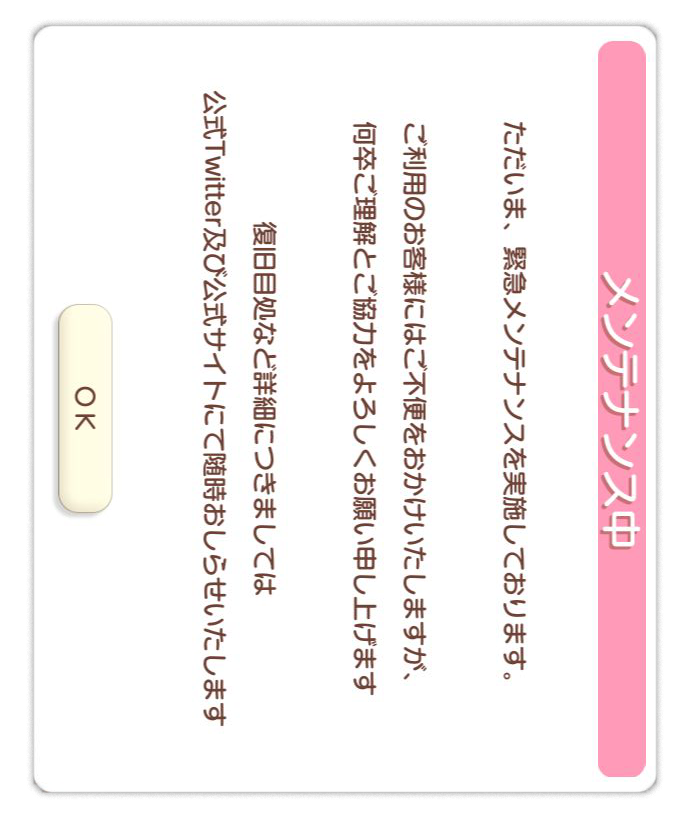 メンテナンス中
ただいま、緊急メンテナンスを実施しております。
ご利用のお客様にはご不便をおかけいたしますが、
何卒ご理解とご協力をよろしくお願い申し上げます
復旧目処など詳細につきましては
公式Twitter及び公式サイトにて随時おしらせいたします
OK